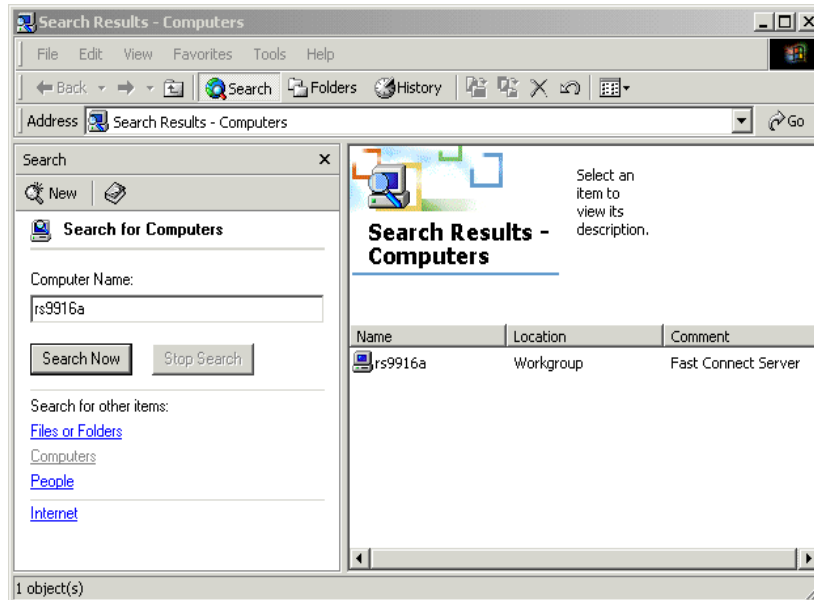 Search Results - Computers
File Edit View Favorites Tools Help
Back Search Folders History
Address Search Results - Computers Go
Search
New
Search for Computers
Computer Name:
rs9916a
Search Now Stop Search
Search for other items:
Files or Folders
Computers
People
Internet
Search Results -
Computers
Select an
item to
view its
description.
Name Location Comment
rs9916a Workgroup Fast Connect Server
1 object(s)